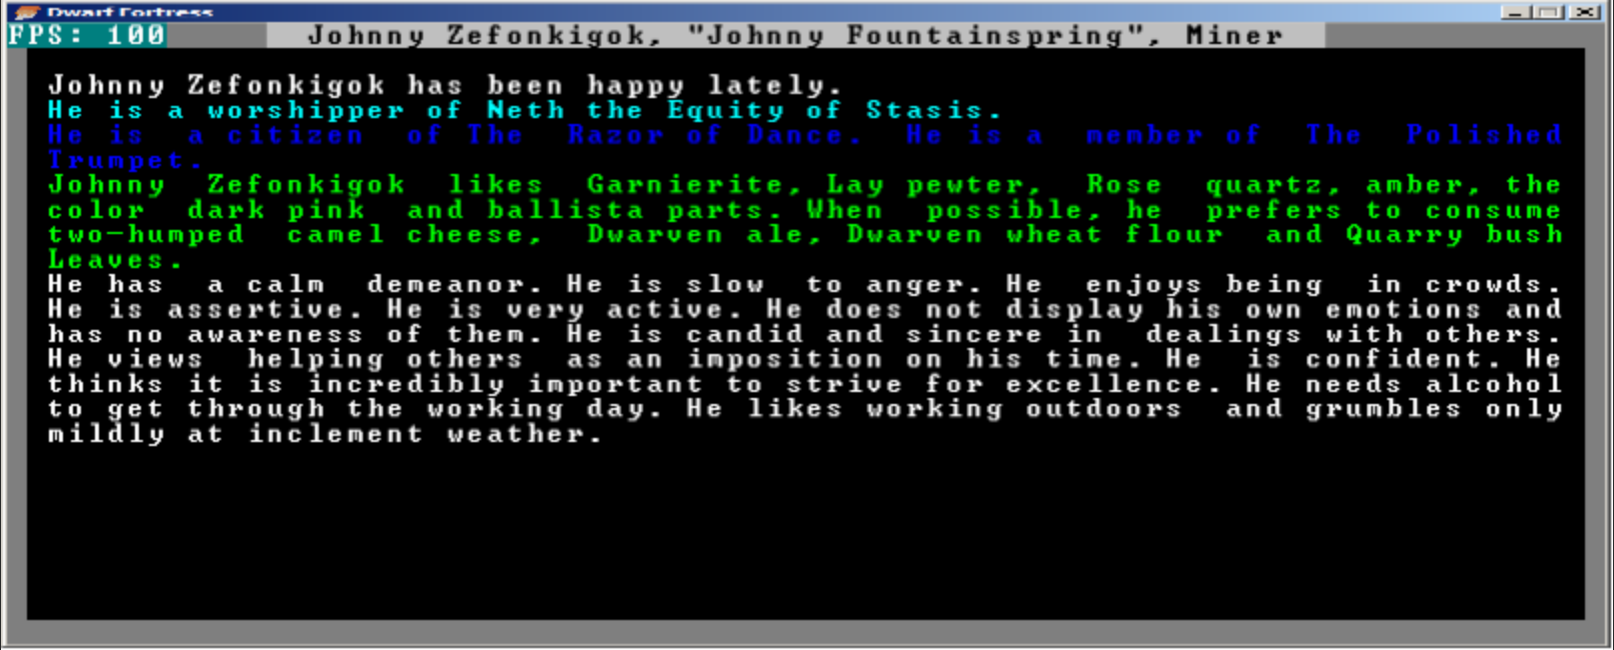 Dwarf Fortress
FPS: 100 Johnny Zefonkigok, "Johnny Fountainspring", Miner
Johnny Zefonkigok has been happy lately.
He is a worshipper of Neth the Equity of Stasis.
He is a citizen of The Razor of Dance. He is a member of The Polished
Trumpet.
Johnny Zefonkigok likes Garnierite, Lay pewter, Rose quartz, amber, the
color dark pink and ballista parts. When possible, he prefers to consume
two-humped camel cheese, Dwarven ale, Dwarven wheat flour and Quarry bush
Leaves.
He has a calm demeanor. He is slow to anger. He enjoys being in crowds.
He is assertive. He is very active. He does not display his own emotions and
has no awareness of them. He is candid and sincere in dealings with others.
He views helping others as an imposition on his time. He is confident. He
thinks it is incredibly important to strive for excellence. He needs alcohol
to get through the working day. He likes working outdoors and grumbles only
mildly at inclement weather.